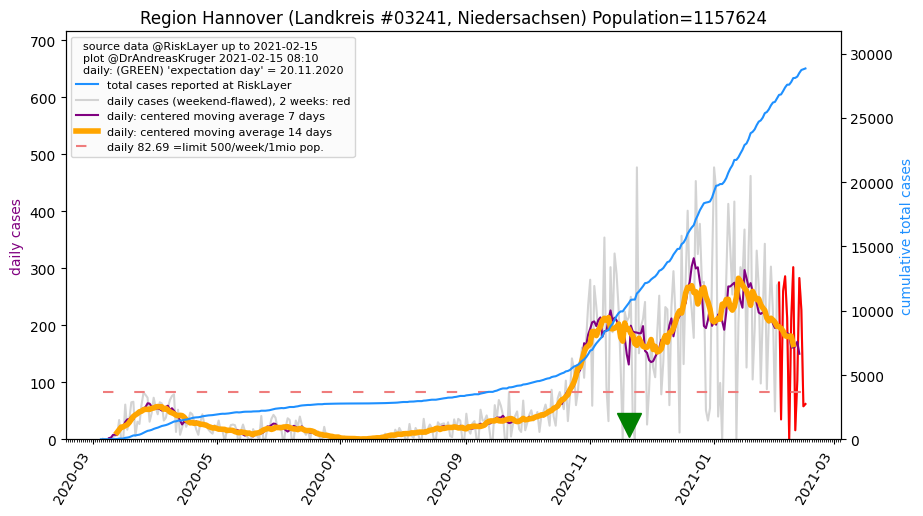 Region Hannover (Landkreis #03241, Niedersachsen) Population=1157624
source data @RiskLayer up to 2021-02-15
plot @DrAndreasKruger 2021-02-15 08:10
daily: (GREEN) 'expectation day' = 20.11.2020
total cases reported at RiskLayer
daily cases (weekend-flawed), 2 weeks: red
daily: centered moving average 7 days
daily: centered moving average 14 days
daily 82.69 =limit 500/week/1mio pop.
daily cases
700
600
500
400
300
200
100
0
cumulative total cases
30000
25000
20000
15000
10000
5000
0
2020-03
2020-05
2020-07
2020-09
2020-11
2021-01
2021-03